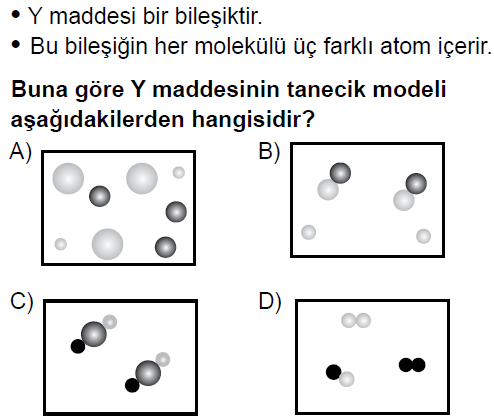 • Y maddesi bir bileşiktir.
• Bu bileşiğin her molekülü üç farklı atom içerir.
Buna göre Y maddesinin tanecik modeli
aşağıdakilerden hangisidir?
A)
B)
C)
D)